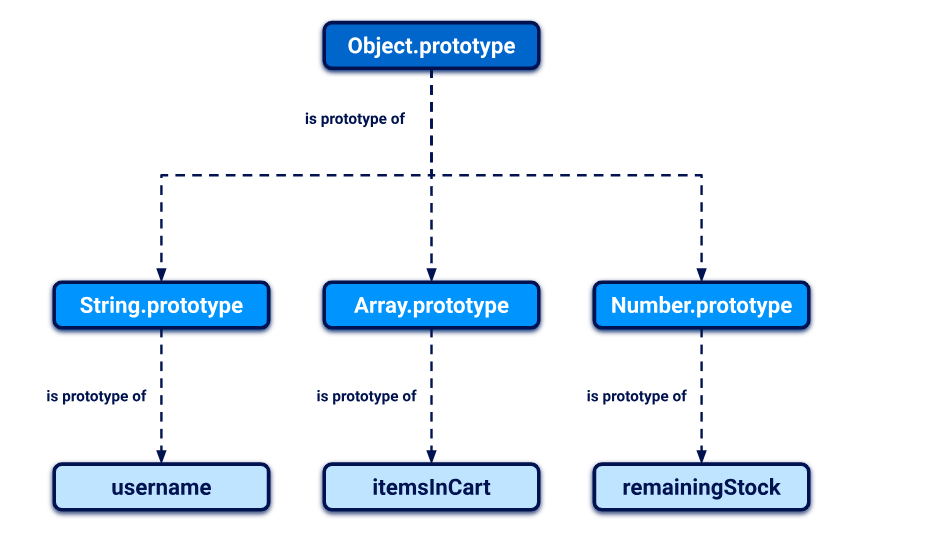 Object.prototype
is prototype of
String.prototype
Array.prototype
Number.prototype
is prototype of
is prototype of
is prototype of
username
itemsInCart
remainingStock